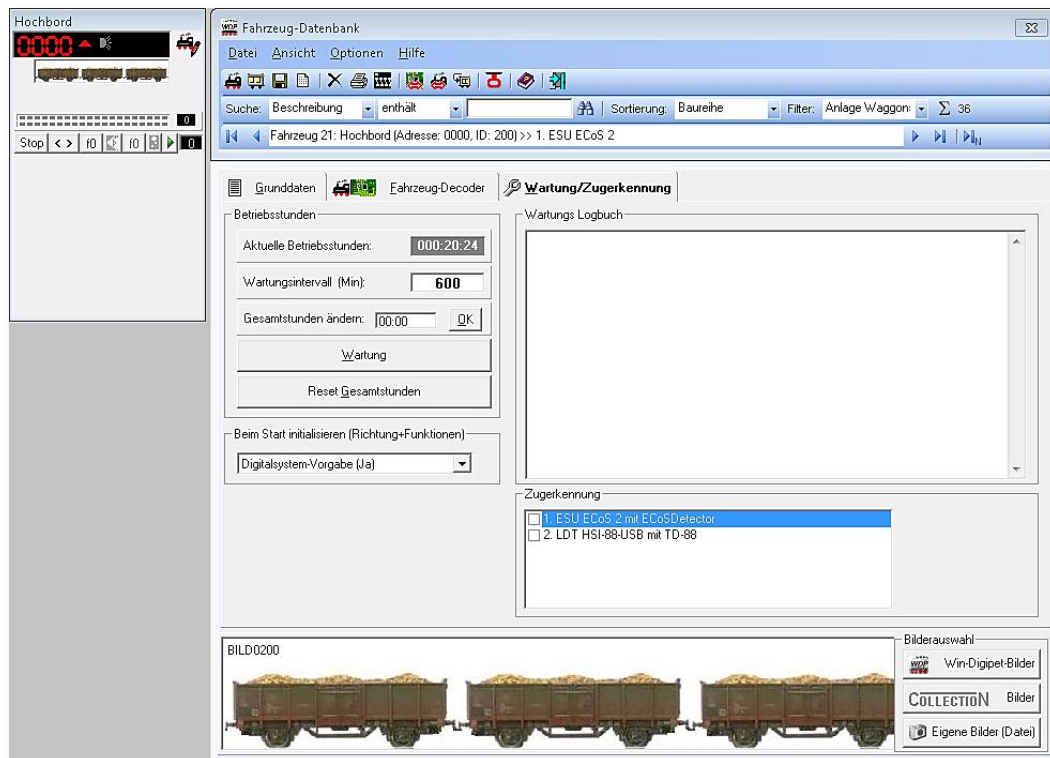 Hochbord
0000
0
Stop < > f0 f0 0
WDP Fahrzeug-Datenbank
Datei Ansicht Optionen Hilfe
Suche: Beschreibung enthält Sortierung: Baureihe Filter: Anlage Waggon: Σ 36
Fahrzeug 21: Hochbord (Adresse: 0000, ID: 200) >> 1. ESU ECoS 2
N
Grunddaten Fahrzeug-Decoder Wartung/Zugerkennung
Betriebsstunden
Aktuelle Betriebsstunden: 000:20:24
Wartungsintervall (Min): 600
Gesamtstunden ändern: 00:00 OK
Wartung
Reset Gesamtstunden
Beim Start initialisieren (Richtung+Funktionen)
Digitalsystem-Vorgabe (Ja)
Wartungs Logbuch
Zugerkennung
1. ESU ECoS 2 mit ECoSDetector
2. LDT HSI-88-USB mit TD-88
BILD0200
Bilderauswahl
WDP Win-Digipet-Bilder
COLLECTION Bilder
Eigene Bilder (Datei)